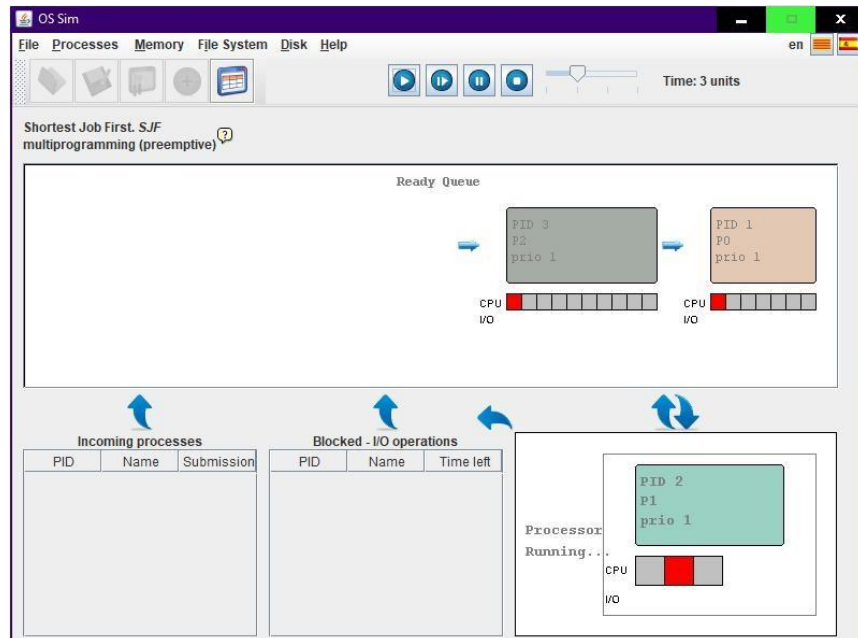 OS Sim
File Processes Memory File System Disk Help en
Time: 3 units
Shortest Job First. SJF
multiprogramming (preemptive) ?
Ready Queue
PID 3
P2
prio 1
CPU
I/O
PID 1
P0
prio 1
CPU
I/O
Incoming processes
PID Name Submission
Blocked - I/O operations
PID Name Time left
Processor
Running...
PID 2
P1
prio 1
CPU
I/O